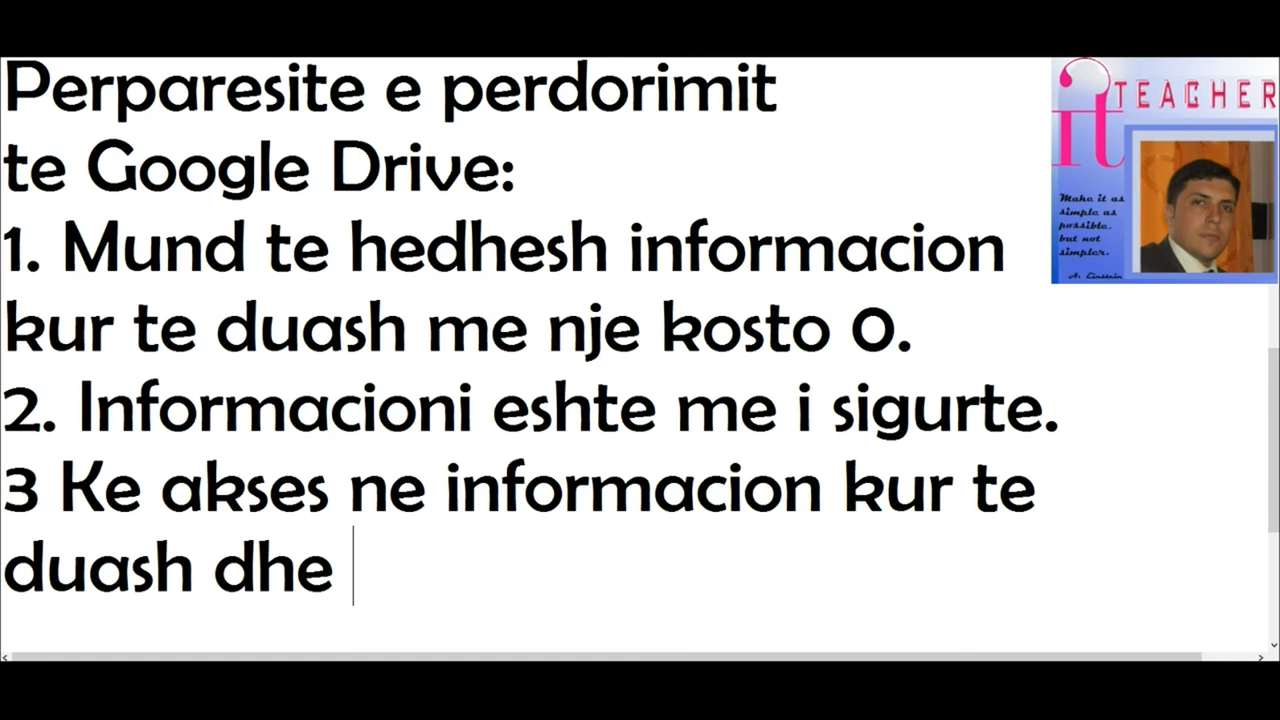 Perparesite e perdorimit
te Google Drive:
1. Mund te hedhesh informacion
kur te duash me nje kosto 0.
2. Informacioni eshte me i sigurte.
3 Ke akses ne informacion kur te
duash dhe
it TEACHER
Make it as
simple as
possible,
but not
simpler.
A. Einstein